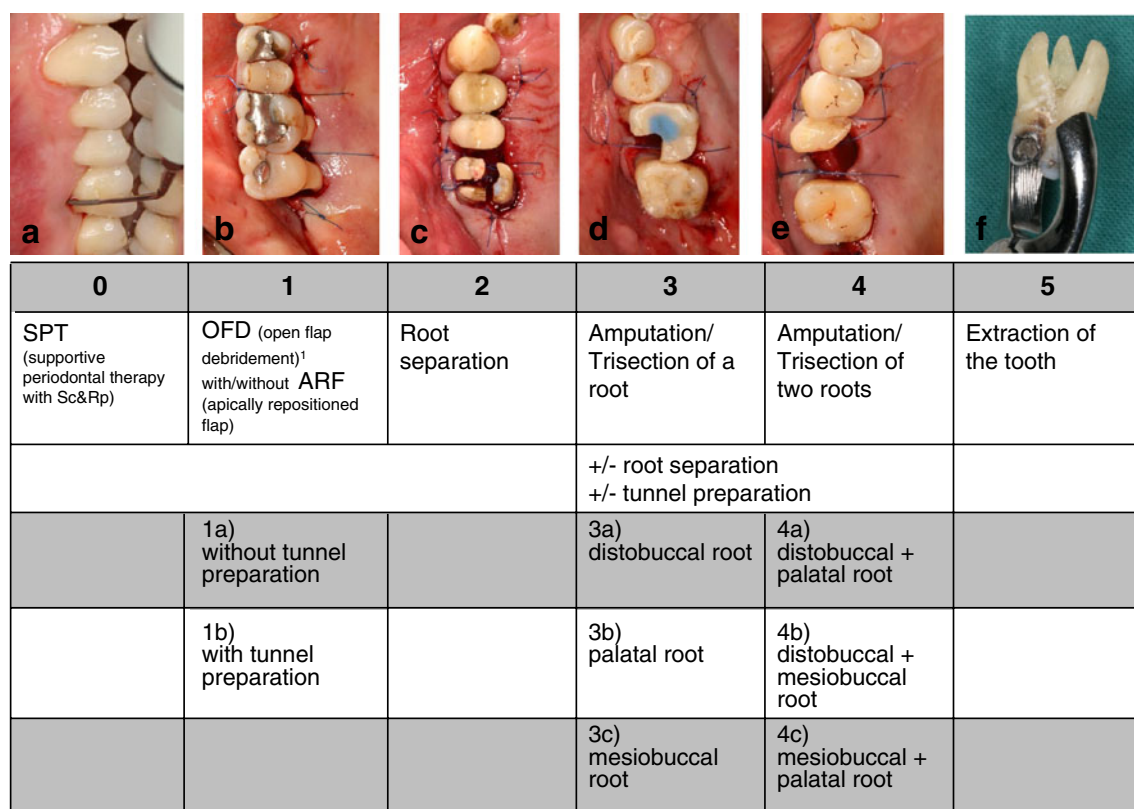 a
b
c
d
e
f
0
1
2
3
4
5
SPT
(supportive
periodontal therapy
with Sc&Rp)
OFD (open flap
debridement)1
with/without ARF
(apically repositioned
flap)
Root
separation
Amputation/
Trisection of a
root
Amputation/
Trisection of
two roots
Extraction of
the tooth
+/- root separation
+/- tunnel preparation
1a)
without tunnel
preparation
3a)
distobuccal root
4a)
distobuccal +
palatal root
1b)
with tunnel
preparation
3b)
palatal root
4b)
distobuccal +
mesiobuccal
root
3c)
mesiobuccal
root
4c)
mesiobuccal +
palatal root